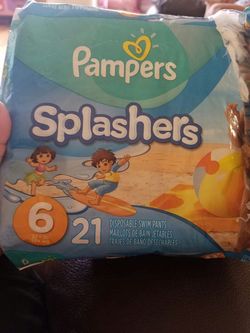 Pampers
Splashers
6
21
DISPOSABLE SWIM PANTS
MAILLOTS DE BAIN JETABLES
TRAJES DE BAÑO DESECHABLES